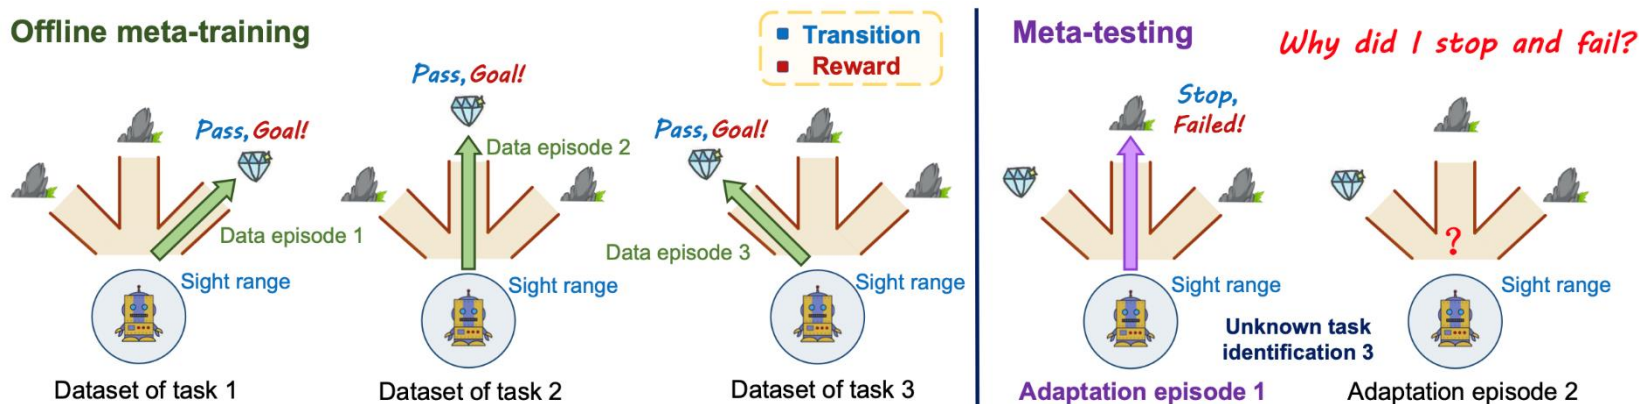 Offline meta-training
Transition
Reward
Meta-testing
Why did I stop and fail?
Pass, Goal!
Data episode 1
Sight range
Dataset of task 1
Pass, Goal!
Data episode 2
Sight range
Dataset of task 2
Pass, Goal!
Data episode 3
Sight range
Dataset of task 3
Stop,
Failed!
Sight range
Adaptation episode 1
Unknown task
identification 3
?
Sight range
Adaptation episode 2